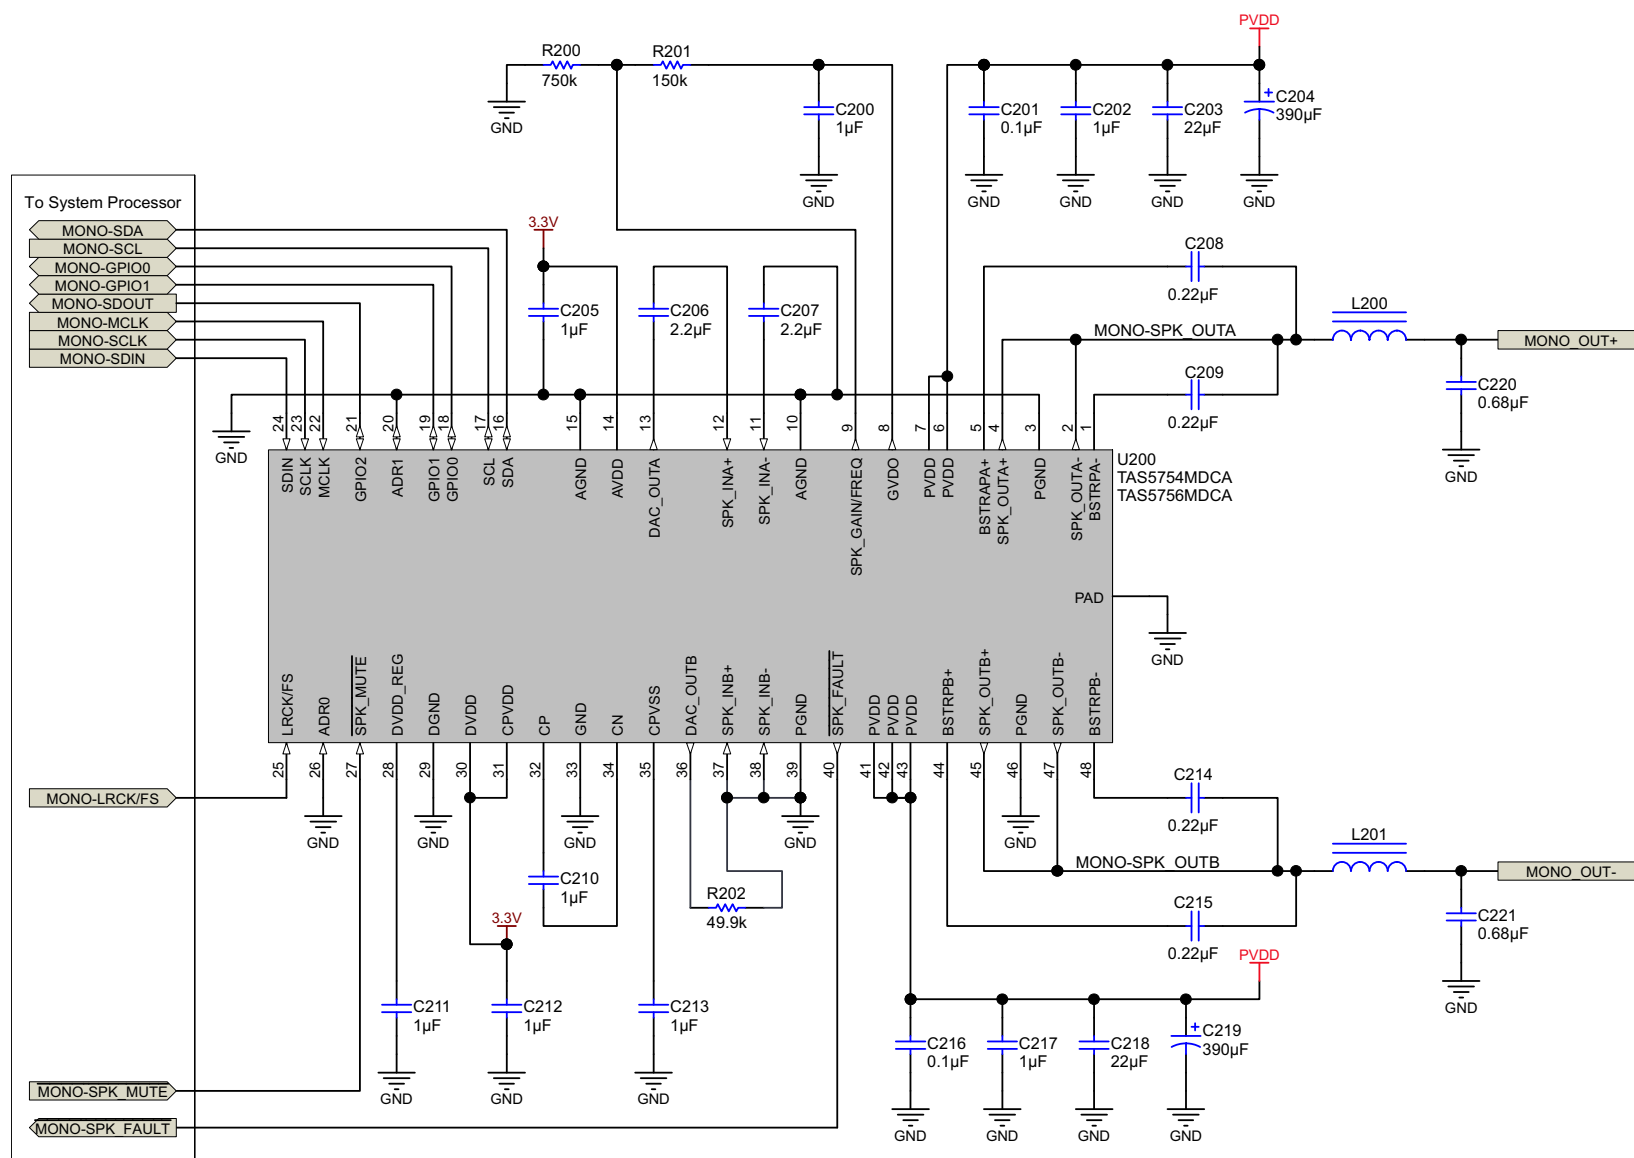 PVDD
R200
750k
R201
150k
GND
C200
1µF
GND
C201
0.1µF
GND
C202
1µF
GND
C203
22µF
GND
C204
390µF
GND
To System Processor
MONO-SDA
MONO-SCL
MONO-GPIO0
MONO-GPIO1
MONO-SDOUT
MONO-MCLK
MONO-SCLK
MONO-SDIN
3.3V
C205
1µF
C206
2.2µF
C207
2.2µF
C208
0.22µF
MONO-SPK_OUTA
L200
MONO_OUT+
C209
0.22µF
C220
0.68µF
GND
GND
24
23
22
21
20
19
18
17
16
15
14
13
12
11
10
9
8
7
6
5
4
3
2
1
SDIN
SCLK
MCLK
GPIO2
ADR1
GPIO1
GPIO0
SCL
SDA
AGND
AVDD
DAC_OUTA
SPK_INA+
SPK_INA-
AGND
SPK_GAIN/FREQ
GVDO
PVDD
PVDD
BSTRAPA+
SPK_OUTA+
PGND
SPK_OUTA-
BSTRPA-
U200
TAS5754MDCA
TAS5756MDCA
PAD
GND
LRCK/FS
ADR0
SPK_MUTE
DVDD_REG
DGND
DVDD
CPVDD
CP
GND
CN
CPVSS
DAC_OUTB
SPK_INB+
SPK_INB-
PGND
SPK_FAULT
PVDD
PVDD
PVDD
BSTRPB+
SPK_OUTB+
PGND
SPK_OUTB-
BSTRPB-
25
26
27
28
29
30
31
32
33
34
35
36
37
38
39
40
41
42
43
44
45
46
47
48
MONO-LRCK/FS
GND
GND
GND
GND
GND
C214
0.22µF
MONO-SPK_OUTB
L201
MONO_OUT-
C210
1µF
R202
49.9k
C215
0.22µF
C221
0.68µF
GND
3.3V
PVDD
C211
1µF
GND
C212
1µF
GND
C213
1µF
GND
C216
0.1µF
GND
C217
1µF
GND
C218
22µF
GND
C219
390µF
GND
MONO-SPK_MUTE
MONO-SPK_FAULT